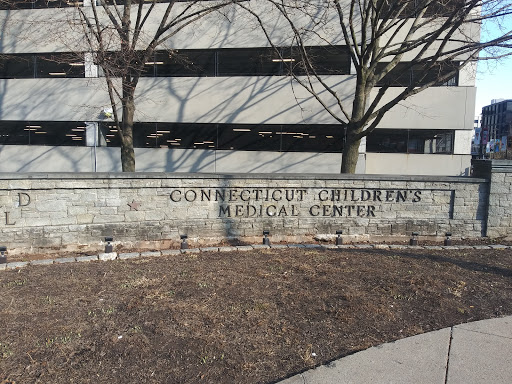 D
L
CONNECTICUT CHILDREN'S
MEDICAL CENTER